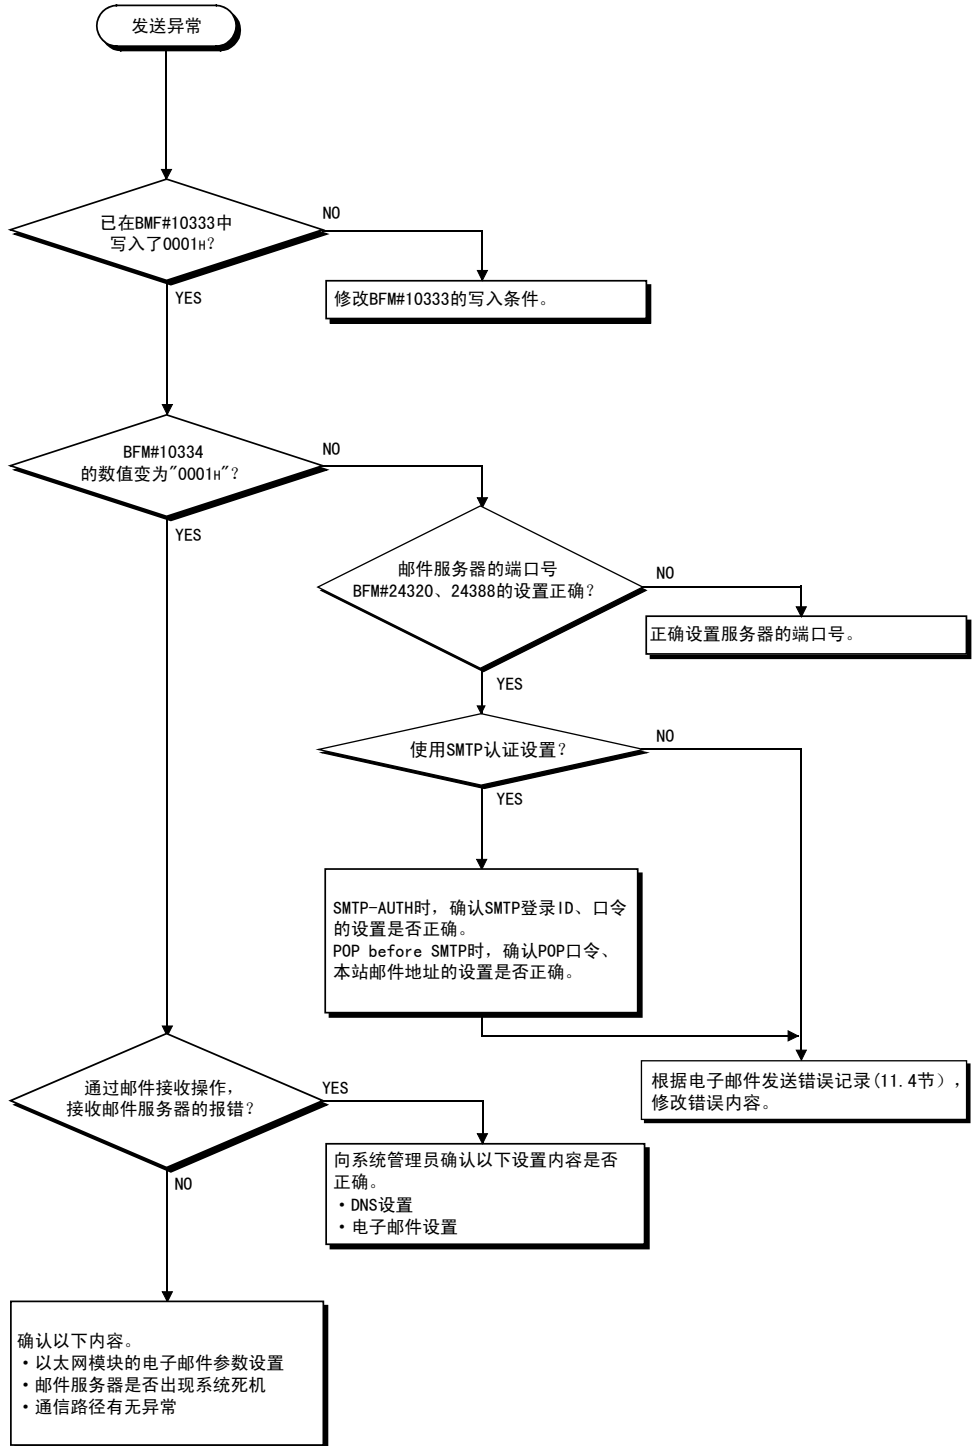 发送异常
已在BMF#10333中
写入了0001H?
NO
YES
修改BFM#10333的写入条件。
BFM#10334
的数值变为"0001H"?
NO
YES
邮件服务器的端口号
BFM#24320、24388的设置正确?
NO
正确设置服务器的端口号。
YES
使用SMTP认证设置?
NO
YES
SMTP-AUTH时，确认SMTP登录ID、口令
的设置是否正确。
POP before SMTP时，确认POP口令、
本站邮件地址的设置是否正确。
根据电子邮件发送错误记录(11.4节)，
修改错误内容。
通过邮件接收操作，
接收邮件服务器的报错?
YES
向系统管理员确认以下设置内容是否
正确。
・DNS设置
・电子邮件设置
NO
确认以下内容。
・以太网模块的电子邮件参数设置
・邮件服务器是否出现系统死机
・通信路径有无异常